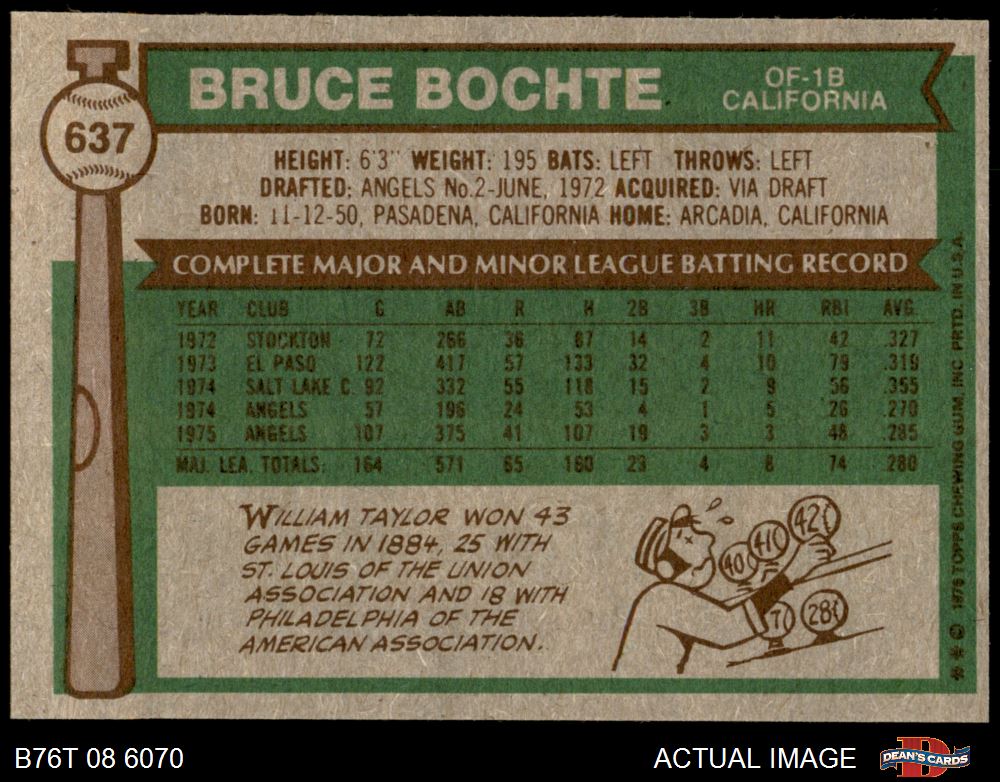 637
BRUCE BOCHTE
OF-1B
CALIFORNIA
HEIGHT: 6'3" WEIGHT: 195 BATS: LEFT THROWS: LEFT
DRAFTED: ANGELS No.2-JUNE, 1972 ACQUIRED: VIA DRAFT
BORN: 11-12-50, PASADENA, CALIFORNIA HOME: ARCADIA, CALIFORNIA
COMPLETE MAJOR AND MINOR LEAGUE BATTING RECORD
YEAR CLUB G AB R H 2B 3B HR RBI AVG.
1972 STOCKTON 72 266 36 87 14 2 11 42 .327
1973 EL PASO 122 417 57 133 32 4 10 79 .319
1974 SALT LAKE C. 92 332 55 118 15 2 9 56 .355
1974 ANGELS 57 196 24 53 4 1 5 26 .270
1975 ANGELS 107 375 41 107 19 3 3 48 .285
MAJ. LEA. TOTALS: 164 571 65 160 23 4 8 74 .280
WILLIAM TAYLOR WON 43
GAMES IN 1884, 25 WITH
ST. LOUIS OF THE UNION
ASSOCIATION AND 18 WITH
PHILADELPHIA OF THE
AMERICAN ASSOCIATION.
40 41 42
7 28
© 1976 TOPPS CHEWING GUM, INC. PRTD. IN U.S.A.
B76T 08 6070
ACTUAL IMAGE
DEAN'S CARDS